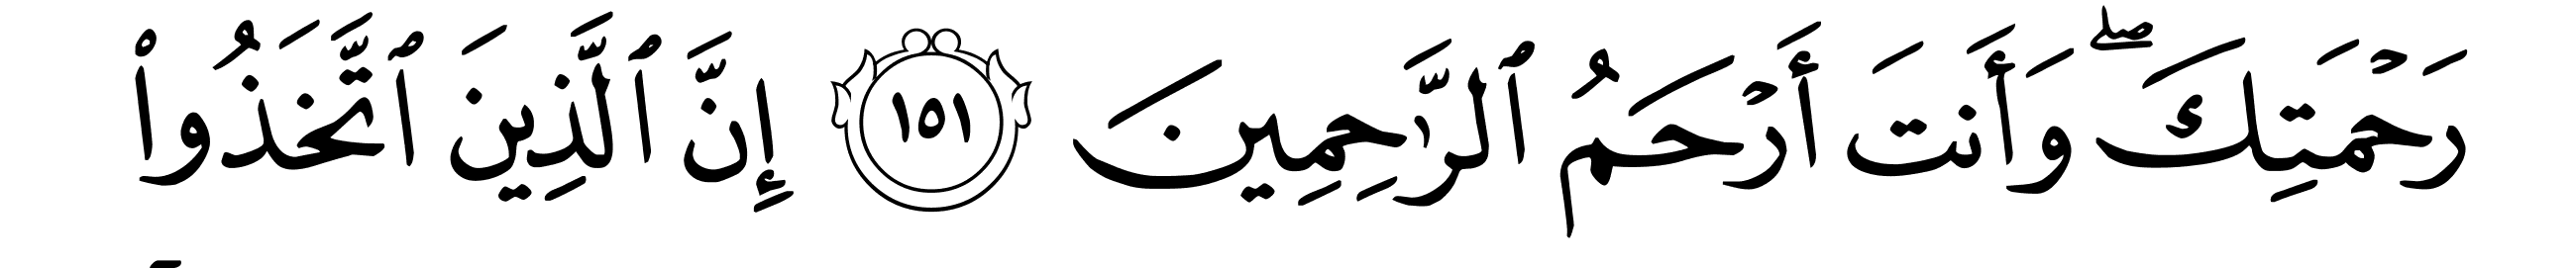 رَحْمَتِكَ ۖ وَأَنتَ أَرْحَمُ ٱلرَّٰحِمِينَ ١٥١ إِنَّ ٱلَّذِينَ ٱتَّخَذُوا۟